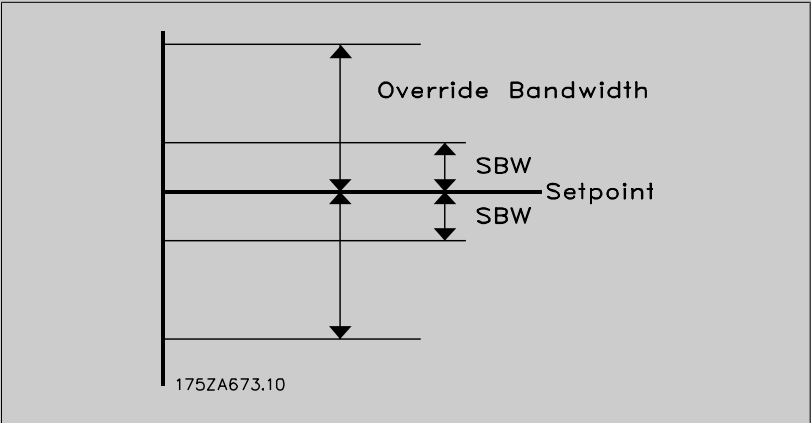 Override Bandwidth
SBW
Setpoint
SBW
175ZA673.10